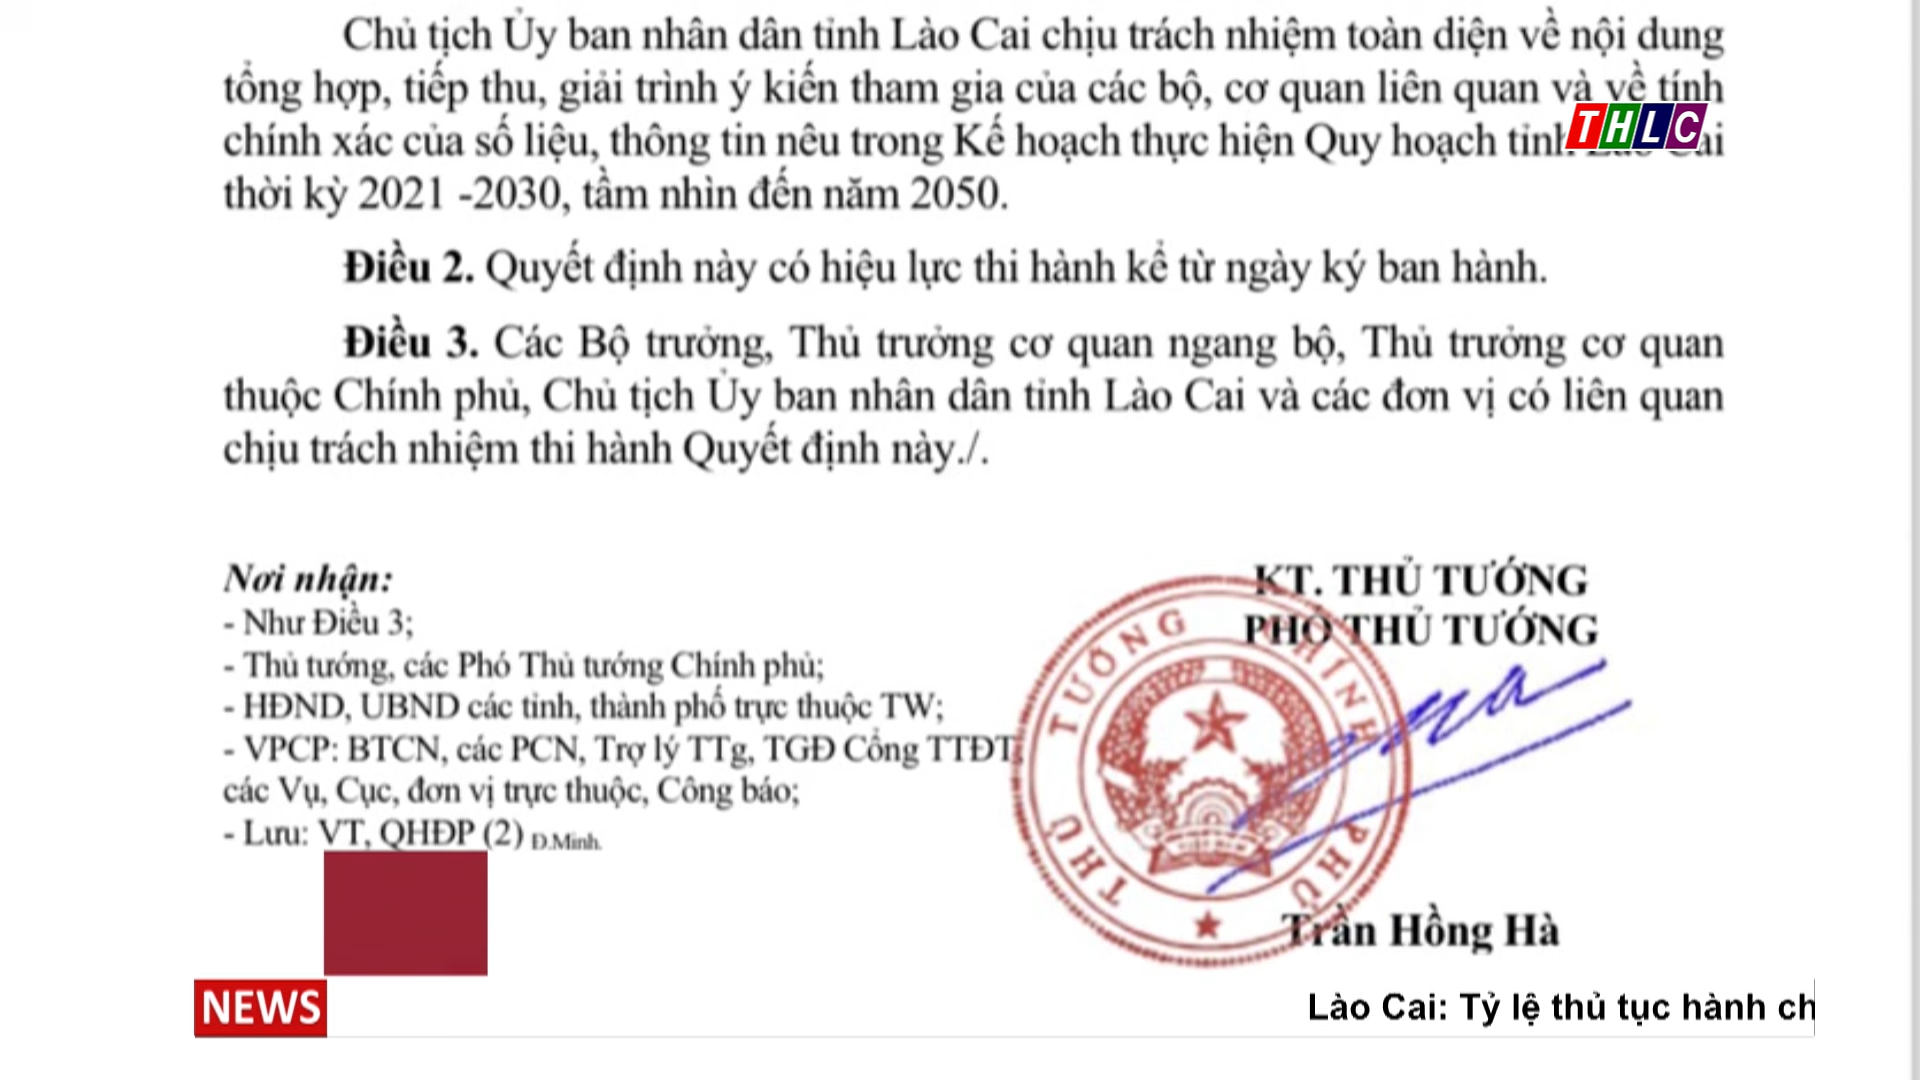 Chủ tịch Ủy ban nhân dân tỉnh Lào Cai chịu trách nhiệm toàn diện về nội dung
tổng hợp, tiếp thu, giải trình ý kiến tham gia của các bộ, cơ quan liên quan và về tính
chính xác của số liệu, thông tin nêu trong Kế hoạch thực hiện Quy hoạch tỉnh Lào Cai
thời kỳ 2021 -2030, tầm nhìn đến năm 2050.
THLC
Điều 2. Quyết định này có hiệu lực thi hành kể từ ngày ký ban hành.
Điều 3. Các Bộ trưởng, Thủ trưởng cơ quan ngang bộ, Thủ trưởng cơ quan
thuộc Chính phủ, Chủ tịch Ủy ban nhân dân tỉnh Lào Cai và các đơn vị có liên quan
chịu trách nhiệm thi hành Quyết định này./.
Nơi nhận:
- Như Điều 3;
- Thủ tướng, các Phó Thủ tướng Chính phủ;
- HĐND, UBND các tỉnh, thành phố trực thuộc TW;
- VPCP: BTCN, các PCN, Trợ lý TTg, TGĐ Cổng TTĐT
các Vụ, Cục, đơn vị trực thuộc, Công báo;
- Lưu: VT, QHĐP (2) Đ.Minh.
KT. THỦ TƯỚNG
PHÓ THỦ TƯỚNG
THỦ TƯỚNG CHÍNH PHỦ
Trần Hồng Hà
NEWS
Lào Cai: Tỷ lệ thủ tục hành ch